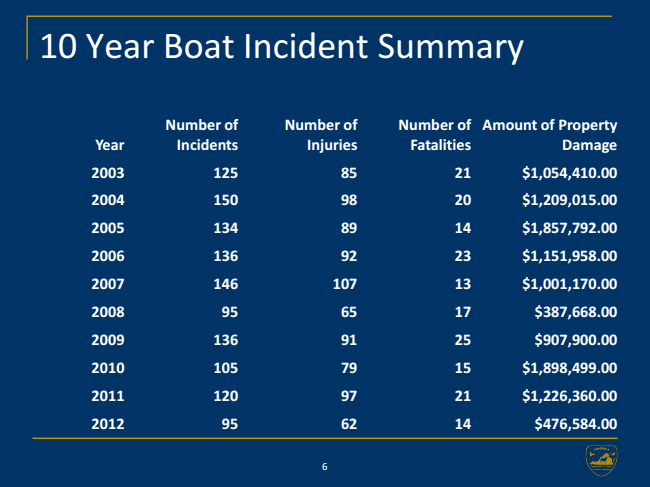 10 Year Boat Incident Summary
Year Number of Incidents Number of Injuries Number of Fatalities Amount of Property Damage
2003 125 85 21 $1,054,410.00
2004 150 98 20 $1,209,015.00
2005 134 89 14 $1,857,792.00
2006 136 92 23 $1,151,958.00
2007 146 107 13 $1,001,170.00
2008 95 65 17 $387,668.00
2009 136 91 25 $907,900.00
2010 105 79 15 $1,898,499.00
2011 120 97 21 $1,226,360.00
2012 95 62 14 $476,584.00
6